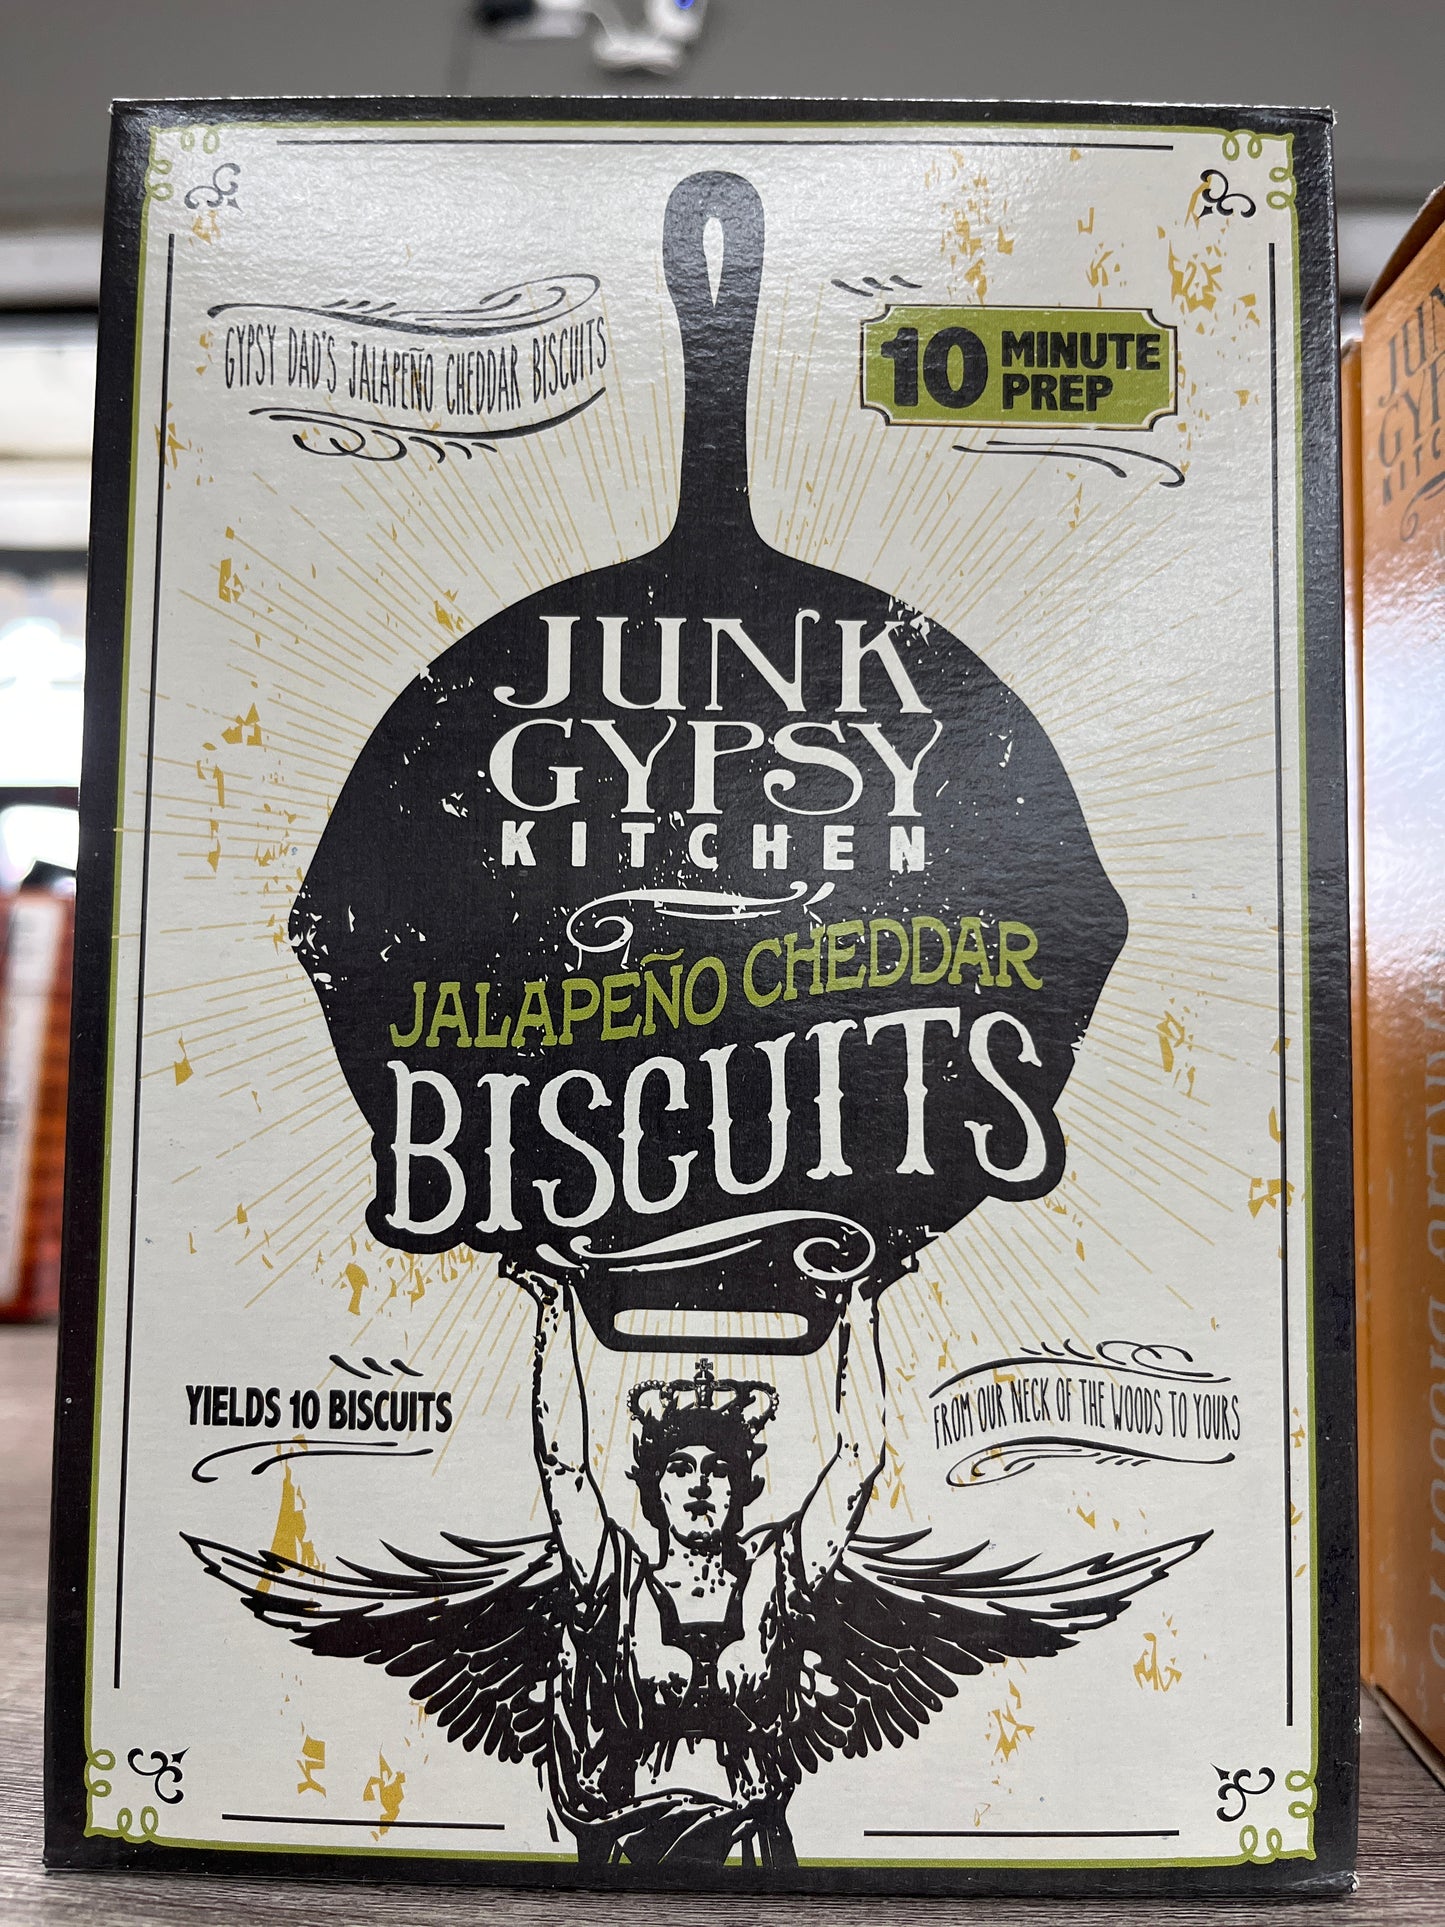 GYPSY DAD'S JALAPEÑO CHEDDAR BISCUITS
10 MINUTE
PREP
JUNK
GYPSY
KITCHEN
JALAPEÑO CHEDDAR
BISCUITS
YIELDS 10 BISCUITS
FROM OUR NECK OF THE WOODS TO YOURS